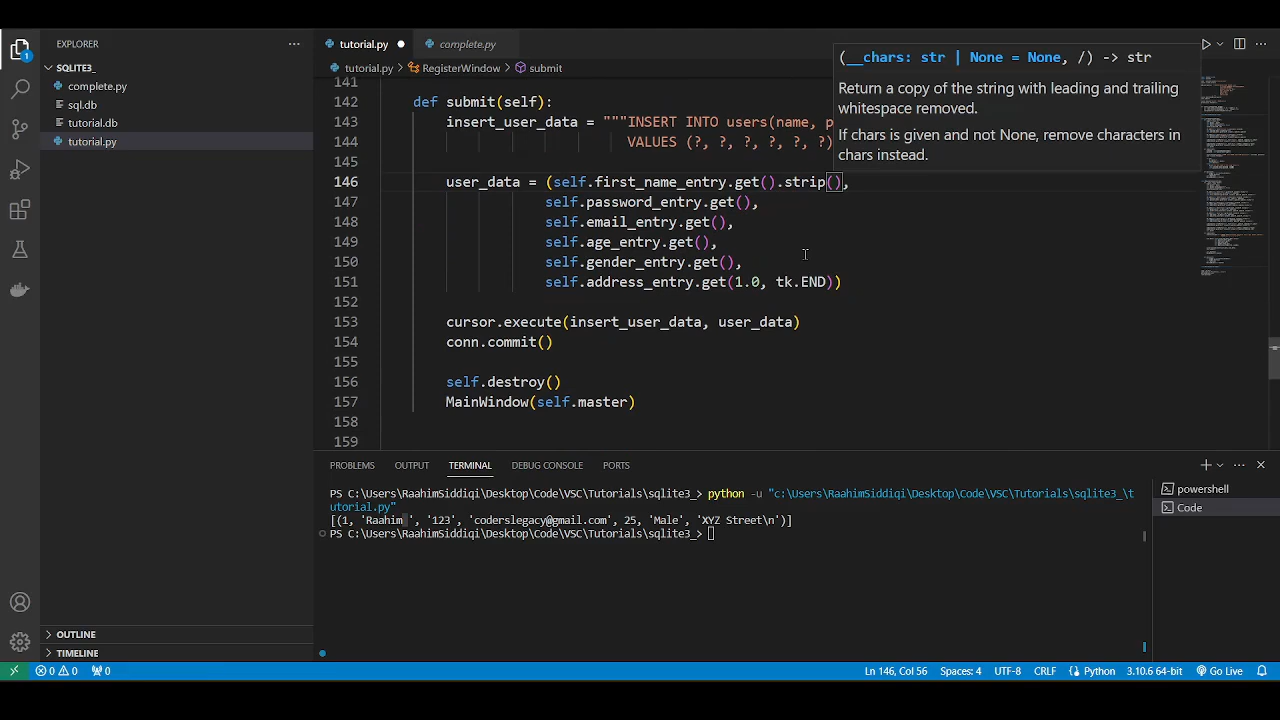 EXPLORER
SQLITE3_
complete.py
sql.db
tutorial.db
tutorial.py
OUTLINE
TIMELINE
1
tutorial.py
complete.py
tutorial.py > RegisterWindow > submit
(__chars: str | None = None, /) -> str
Return a copy of the string with leading and trailing
whitespace removed.
If chars is given and not None, remove characters in
chars instead.
141
142 def submit(self):
143 insert_user_data = """INSERT INTO users(name, p
144 VALUES (?, ?, ?, ?, ?, ?)
145
146 user_data = (self.first_name_entry.get().strip(),
147 self.password_entry.get(),
148 self.email_entry.get(),
149 self.age_entry.get(),
150 self.gender_entry.get(),
151 self.address_entry.get(1.0, tk.END))
152
153 cursor.execute(insert_user_data, user_data)
154 conn.commit()
155
156 self.destroy()
157 MainWindow(self.master)
158
159
PROBLEMS OUTPUT TERMINAL DEBUG CONSOLE PORTS
PS C:\Users\RaahimSiddiqi\Desktop\Code\VSC\Tutorials\sqlite3_> python -u "c:\Users\RaahimSiddiqi\Desktop\Code\VSC\Tutorials\sqlite3_\t
utorial.py"
[(1, 'Raahim ', '123', 'coderslegacy@gmail.com', 25, 'Male', 'XYZ Street\n')]
PS C:\Users\RaahimSiddiqi\Desktop\Code\VSC\Tutorials\sqlite3_>
powershell
Code
0 0 0 Ln 146, Col 56 Spaces: 4 UTF-8 CRLF Python 3.10.6 64-bit Go Live